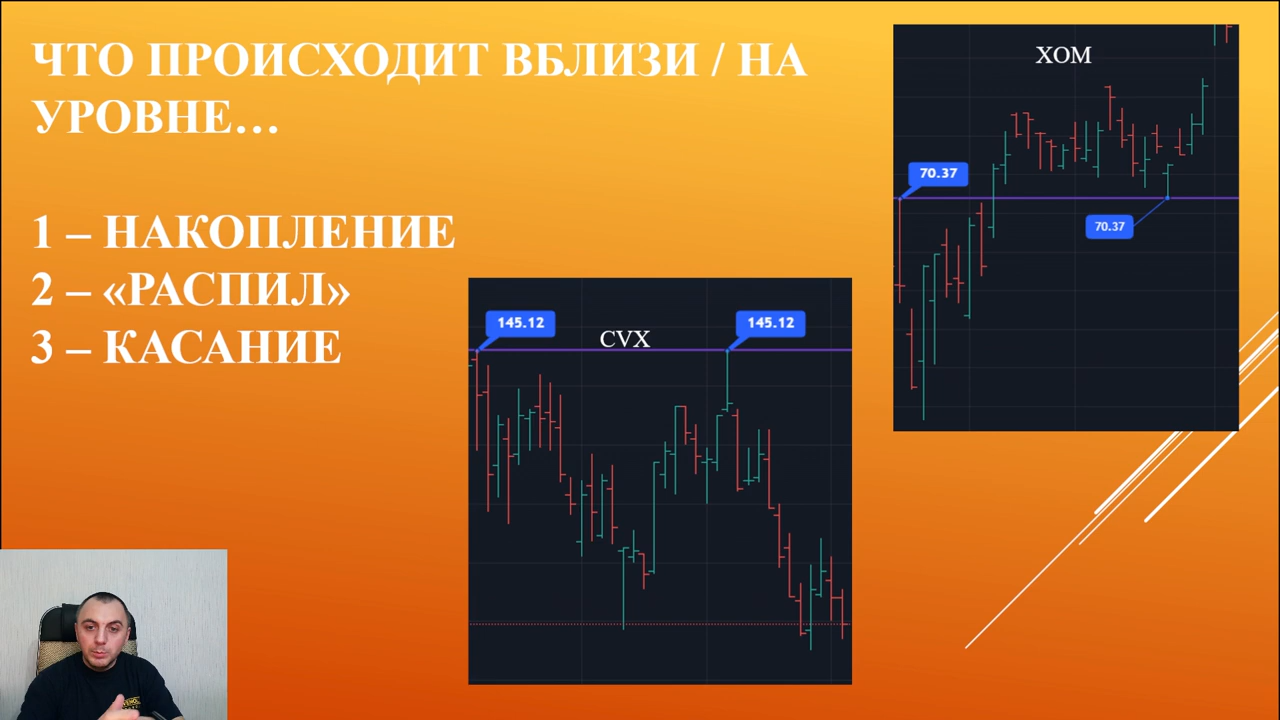 ЧТО ПРОИСХОДИТ ВБЛИЗИ / НА
УРОВНЕ...
1 – НАКОПЛЕНИЕ
2 – «РАСПИЛ»
3 – КАСАНИЕ
145.12
CVX
145.12
XOM
70.37
70.37